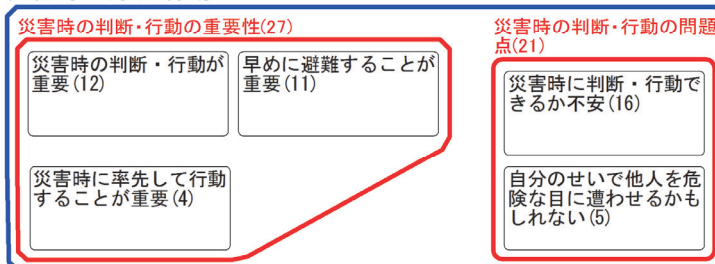 災害時の判断・行動の重要性(27)
災害時の判断・行動が
重要(12)
早めに避難することが
重要(11)
災害時に率先して行動
することが重要(4)
災害時の判断・行動の問題
点(21)
災害時に判断・行動で
きるか不安(16)
自分のせいで他人を危
険な目に遭わせるかも
しれない(5)